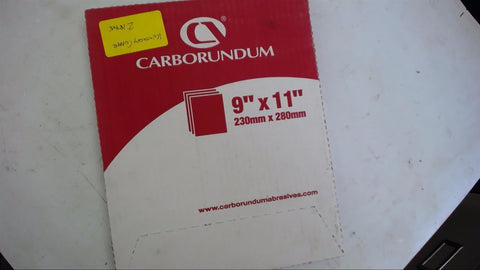 CARBORUNDUM
9" x 11"
230mm x 280mm
www.carborundumabrasives.com